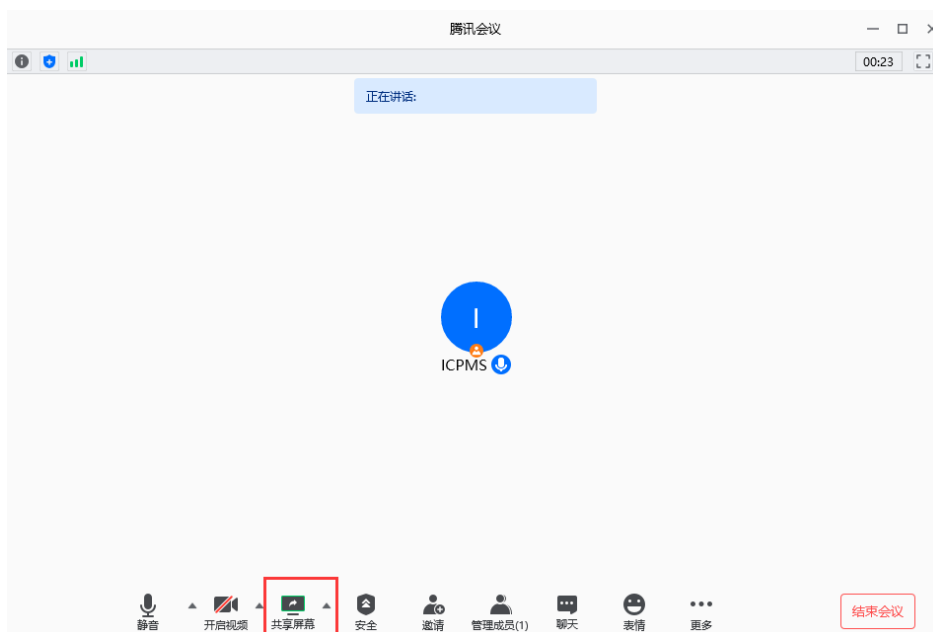 腾讯会议
00:23
正在讲话:
I
ICPMS
静音
开启视频
共享屏幕
安全
邀请
管理成员(1)
聊天
表情
更多
结束会议